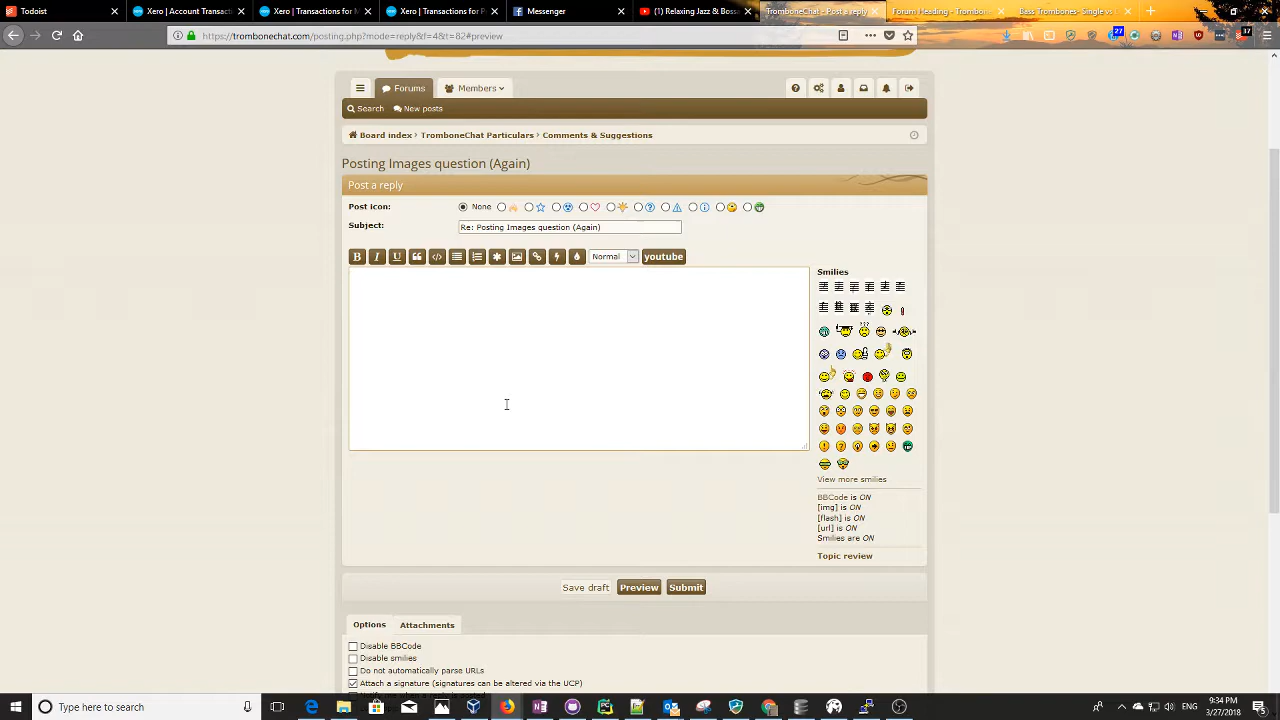 Todoist
Xero | Account Transacti
Xero | Transactions for M
Xero | Transactions for P
Messenger
(1) Relaxing Jazz & Bossa
TromboneChat - Post a reply
Forum Heading - Trombone
Bass Trombones- Single vs
https://trombonechat.com/posting.php?mode=reply&f=4&t=82#preview
27
37
Forums
Members
Search
New posts
Board index
TromboneChat Particulars
Comments & Suggestions
Posting Images question (Again)
Post a reply
Post icon:
None
Subject:
Re: Posting Images question (Again)
B
I
U
Normal
youtube
Smilies
View more smilies
BBCode is ON
[img] is ON
[flash] is ON
[url] is ON
Smilies are ON
Topic review
Save draft
Preview
Submit
Options
Attachments
Disable BBCode
Disable smilies
Do not automatically parse URLs
Attach a signature (signatures can be altered via the UCP)
Type here to search
9:34 PM
3/27/2018